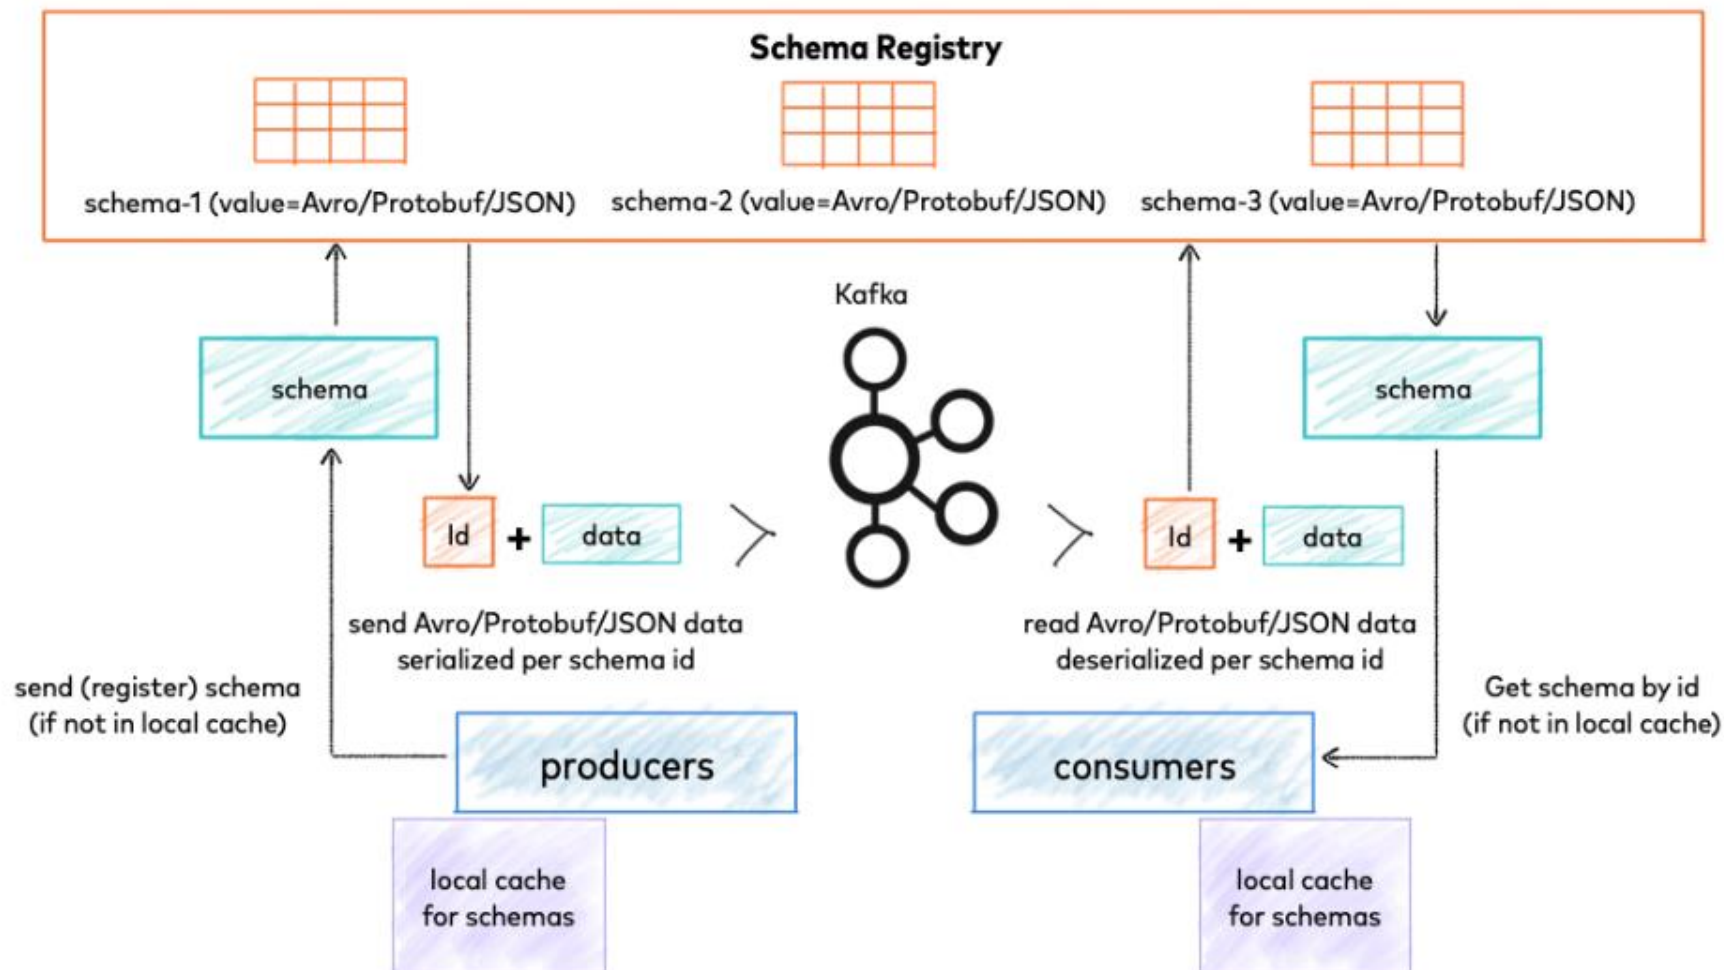 Schema Registry
schema-1 (value=Avro/Protobuf/JSON)
schema-2 (value=Avro/Protobuf/JSON)
schema-3 (value=Avro/Protobuf/JSON)
Kafka
schema
schema
Id + data
Id + data
send Avro/Protobuf/JSON data
serialized per schema id
read Avro/Protobuf/JSON data
deserialized per schema id
send (register) schema
(if not in local cache)
Get schema by id
(if not in local cache)
producers
consumers
local cache
for schemas
local cache
for schemas